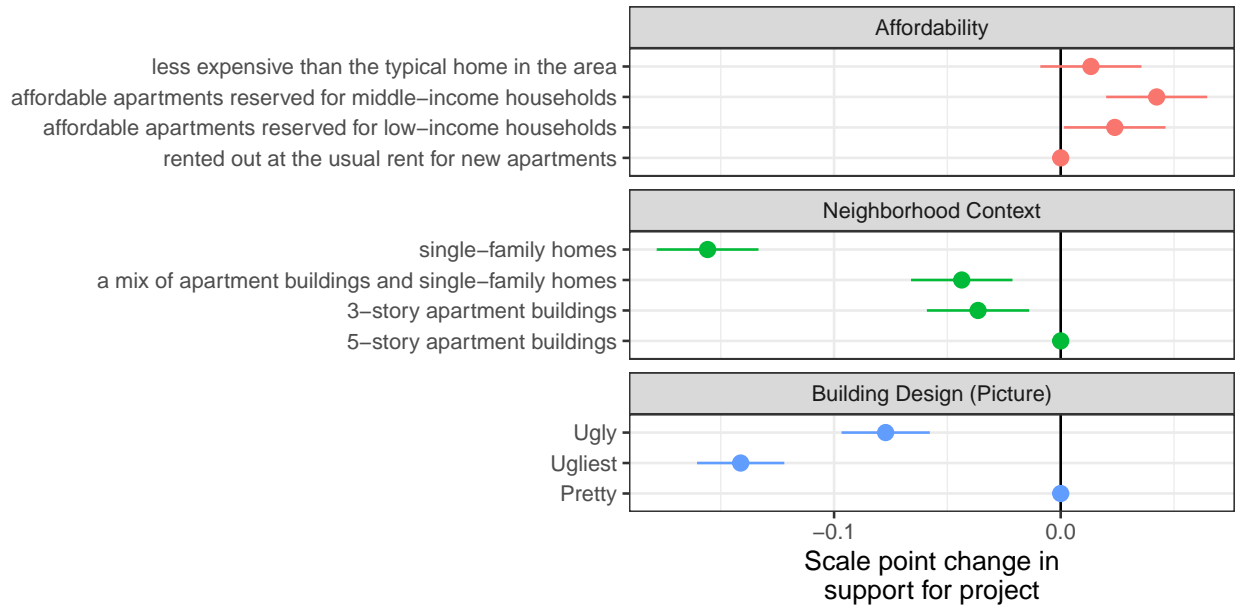 Affordability
less expensive than the typical home in the area
affordable apartments reserved for middle−income households
affordable apartments reserved for low−income households
rented out at the usual rent for new apartments
Neighborhood Context
single−family homes
a mix of apartment buildings and single−family homes
3−story apartment buildings
5−story apartment buildings
Building Design (Picture)
Ugly
Ugliest
Pretty
−0.1 0.0
Scale point change in
support for project